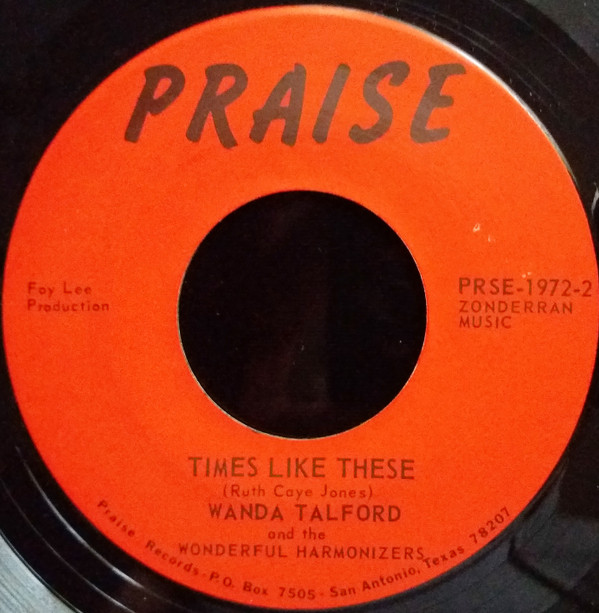 PRAISE
Foy Lee
Production
PRSE-1972-2
ZONDERRAN
MUSIC
TIMES LIKE THESE
(Ruth Caye Jones)
WANDA TALFORD
and the
WONDERFUL HARMONIZERS
Praise Records - P.O. Box 7505 - San Antonio, Texas 78207